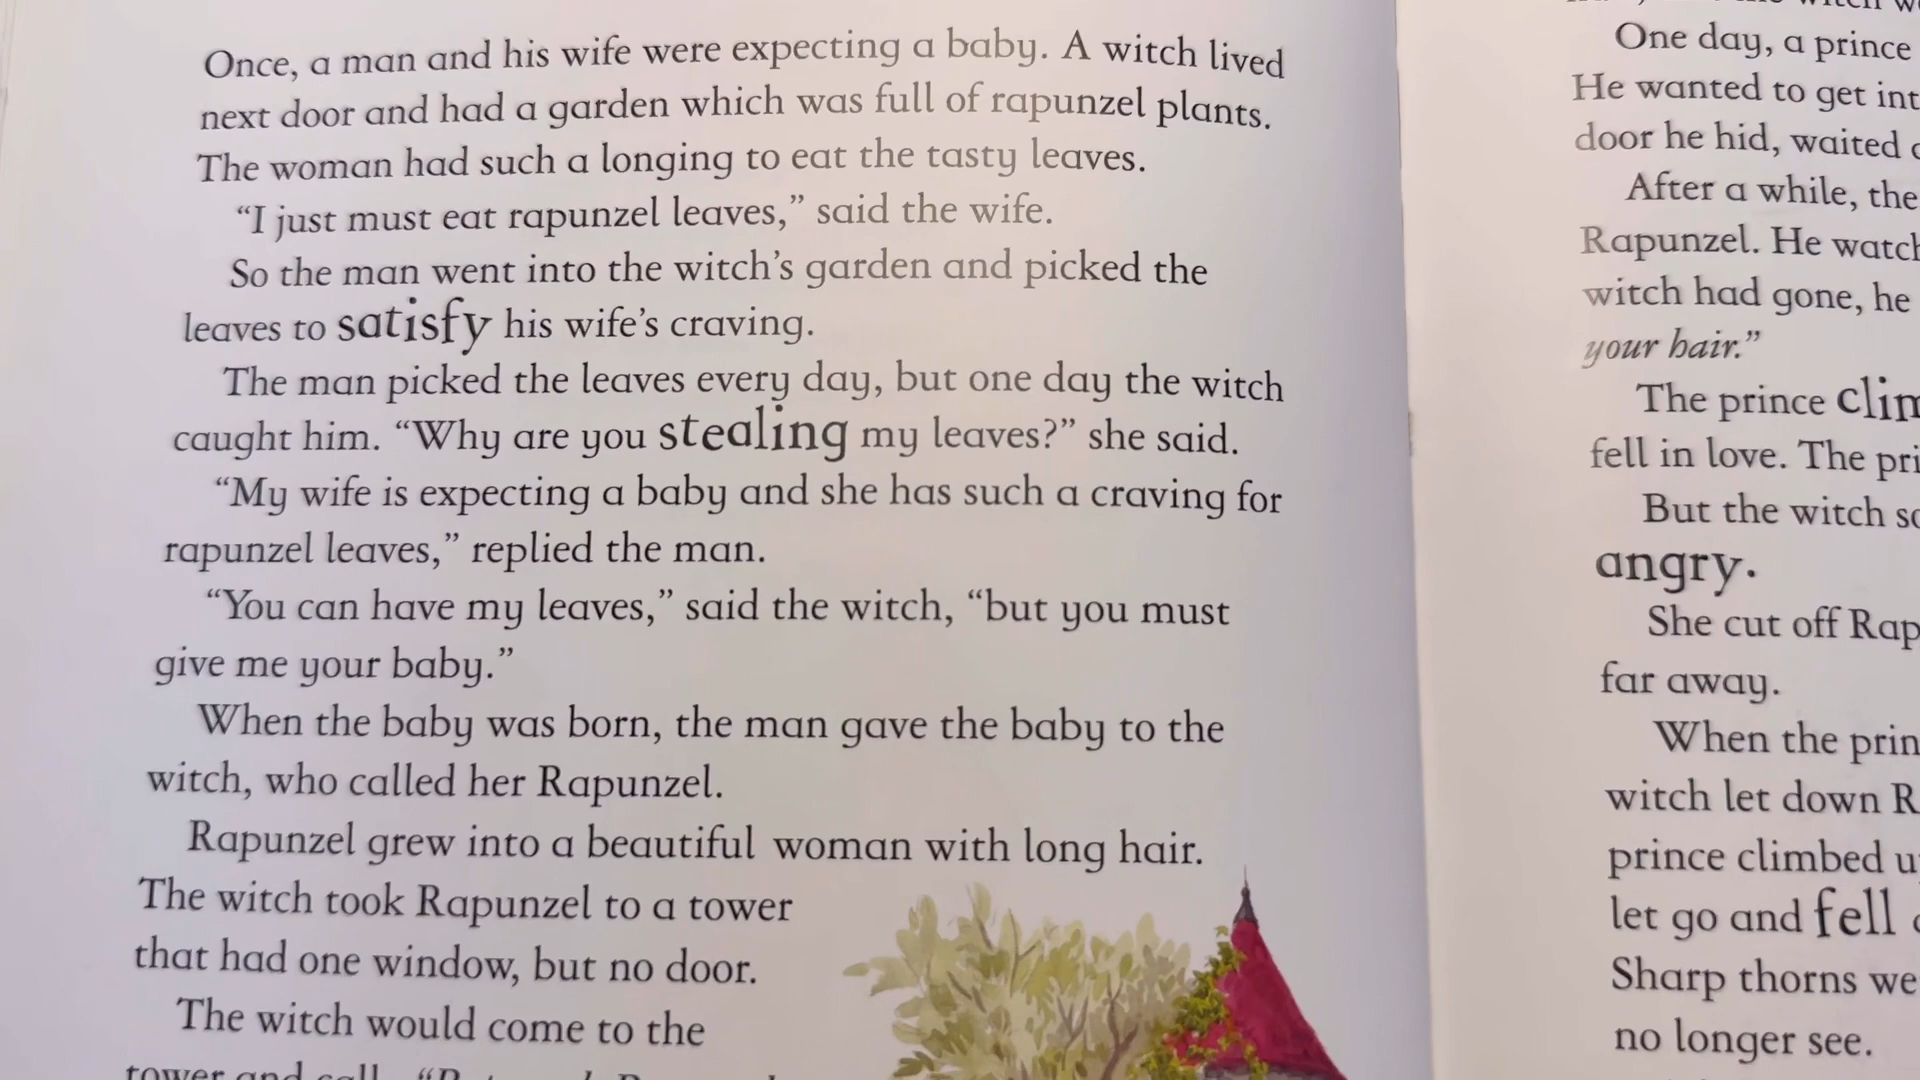 Once, a man and his wife were expecting a baby. A witch lived
next door and had a garden which was full of rapunzel plants.
The woman had such a longing to eat the tasty leaves.
“I just must eat rapunzel leaves,” said the wife.
So the man went into the witch’s garden and picked the
leaves to satisfy his wife’s craving.
The man picked the leaves every day, but one day the witch
caught him. “Why are you stealing my leaves?” she said.
“My wife is expecting a baby and she has such a craving for
rapunzel leaves,” replied the man.
“You can have my leaves,” said the witch, “but you must
give me your baby.”
When the baby was born, the man gave the baby to the
witch, who called her Rapunzel.
Rapunzel grew into a beautiful woman with long hair.
The witch took Rapunzel to a tower
that had one window, but no door.
The witch would come to the
tower and call,
One day, a prince
He wanted to get
door he hid, waited
After a while, the
Rapunzel. He
witch had gone, he
your hair.”
The prince
fell in love. The
But the witch
angry.
She cut off
far away.
When the
witch let down
prince climbed
let go and fell
Sharp thorns
no longer see.